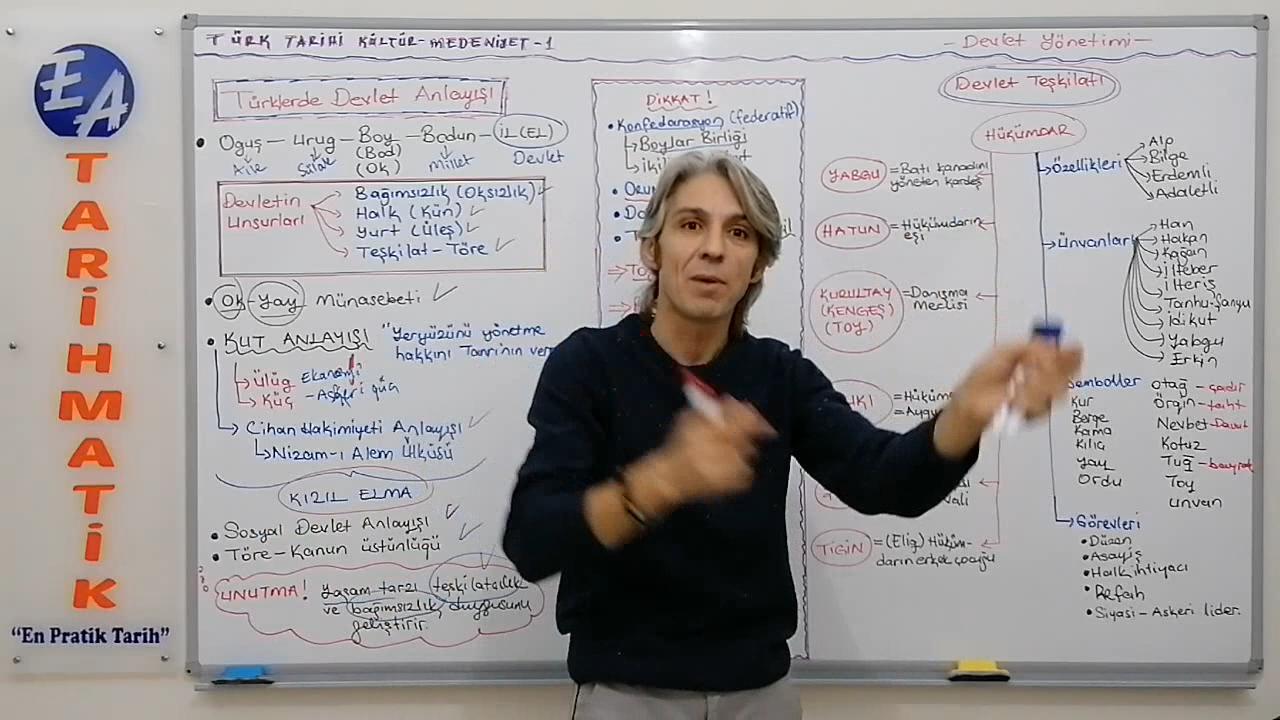 EA
TARİHMATİK
"En Pratik Tarih"
TÜRK TARİHİ KÜLTÜR-MEDENİYET-1
- Devlet Yönetimi -
Türklerde Devlet Anlayışı
Oguş - Urug - Boy - Bodun - İL (EL)
(Bod)
(Ok)
Aile Sülale Millet Devlet
Devletin Unsurları
Bağımsızlık (Oksızlık)
Halk (Kün)
Yurt (Üleş)
Teşkilat - Töre
Ok - Yay Münasebeti
KUT ANLAYIŞI "Yeryüzünü yönetme
hakkını Tanrı'nın
Ülüg Ekonomi
Küç - Askeri güç
Cihan Hakimiyeti Anlayışı
Nizam-ı Alem Ülküsü
KIZIL ELMA
Sosyal Devlet Anlayışı
Töre - Kanun üstünlüğü
UNUTMA! Yaşam tarzı teşkilatçılık
ve bağımsızlık duygusunu
geliştirir.
DİKKAT!
Konfedarasyon (federatif)
Boylar Birliği
Devlet Teşkilatı
HÜKÜMDAR
YABGU = Batı kanadını
yöneten kardeş
HATUN = Hükümdarın
eşi
KURULTAY = Danışma
(KENGEŞ) Meclisi
(TOY)
TİGİN = (Elig) Hüküm-
darın erkek çocuğu
Özellikleri
Alp
Bilge
Erdemli
Adaletli
Ünvanları
Han
Hakan
Kağan
İlteber
İlteriş
Tanhu-Şanyu
İdikut
Yabgu
Erkin
Semboller
Kur
Berge
Kama
Kılıç
Yay
Ordu
Otağ - çadır
Örgin - taht
Nevbet - Davul
Kotuz
Tuğ - bayrak
Toy
Unvan
Görevleri
Düzen
Asayiş
Halk ihtiyacı
Refah
Siyasi - Askeri lider.